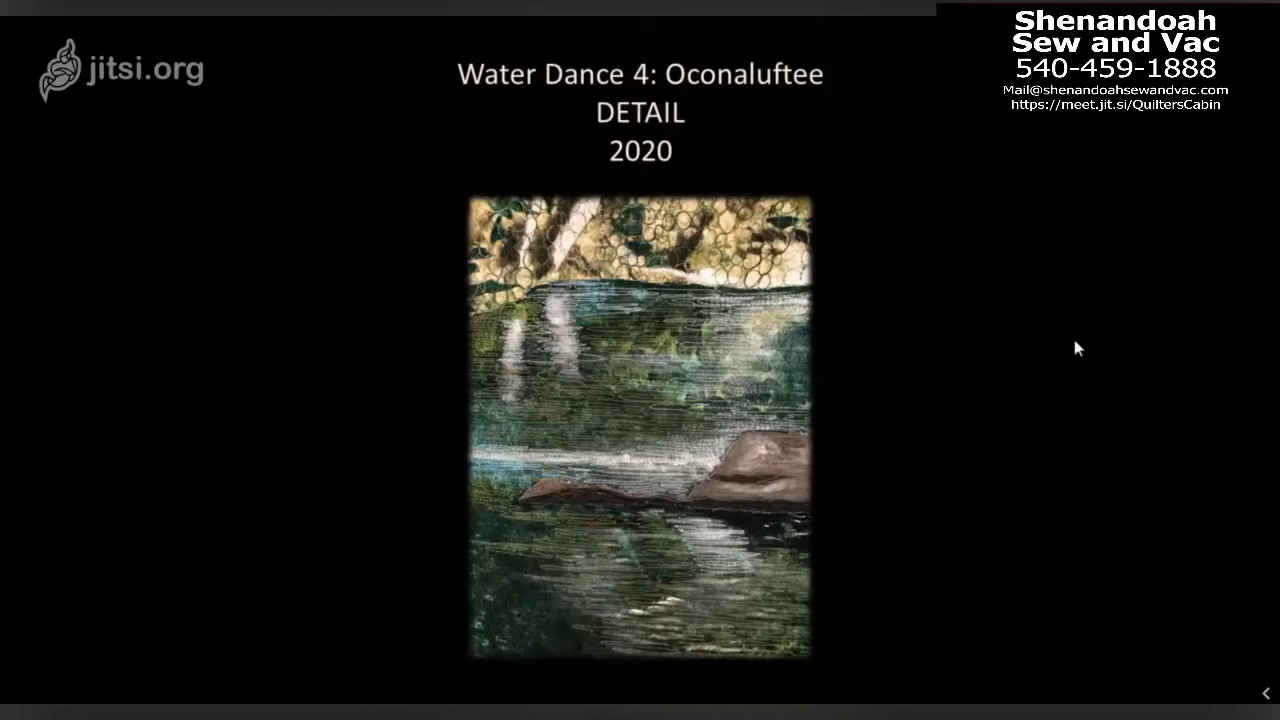 jitsi.org
Water Dance 4: Oconaluftee
DETAIL
2020
Shenandoah
Sew and Vac
540-459-1888
Mail@shenandoahsewandvac.com
https://meet.jit.si/QuiltersCabin